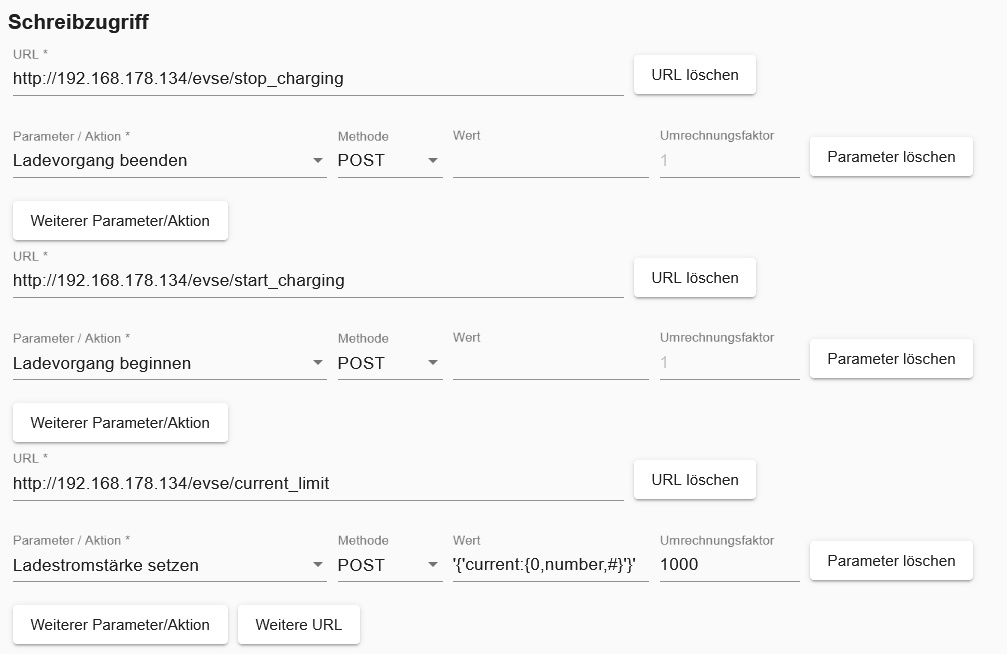 Schreibzugriff
URL *
http://192.168.178.134/evse/stop_charging
URL löschen
Parameter / Aktion *
Methode
Wert
Umrechnungsfaktor
Ladevorgang beenden
POST
1
Parameter löschen
Weiterer Parameter/Aktion
URL *
http://192.168.178.134/evse/start_charging
URL löschen
Parameter / Aktion *
Methode
Wert
Umrechnungsfaktor
Ladevorgang beginnen
POST
1
Parameter löschen
Weiterer Parameter/Aktion
URL *
http://192.168.178.134/evse/current_limit
URL löschen
Parameter / Aktion *
Methode
Wert
Umrechnungsfaktor
Ladestromstärke setzen
POST
'{'current:{0,number,#}'}'
1000
Parameter löschen
Weiterer Parameter/Aktion
Weitere URL